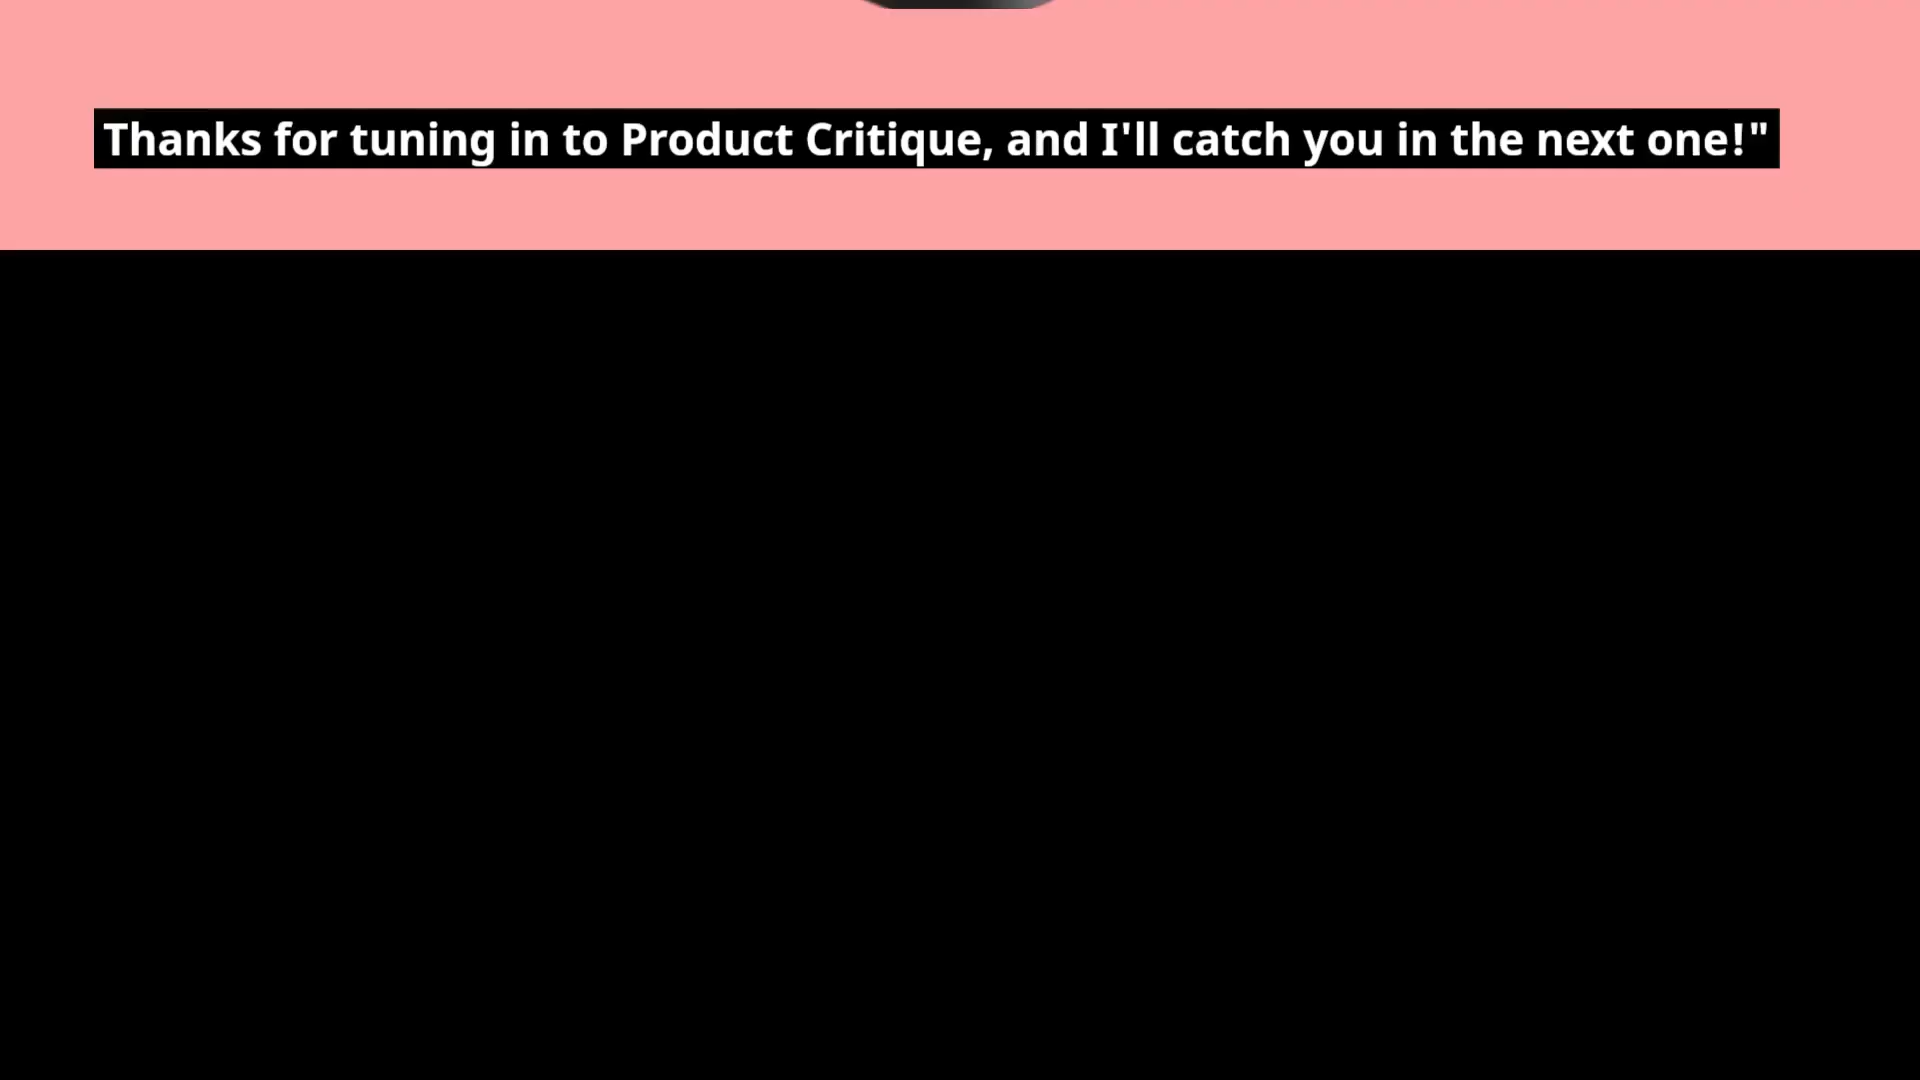 Thanks for tuning in to Product Critique, and I'll catch you in the next one!"